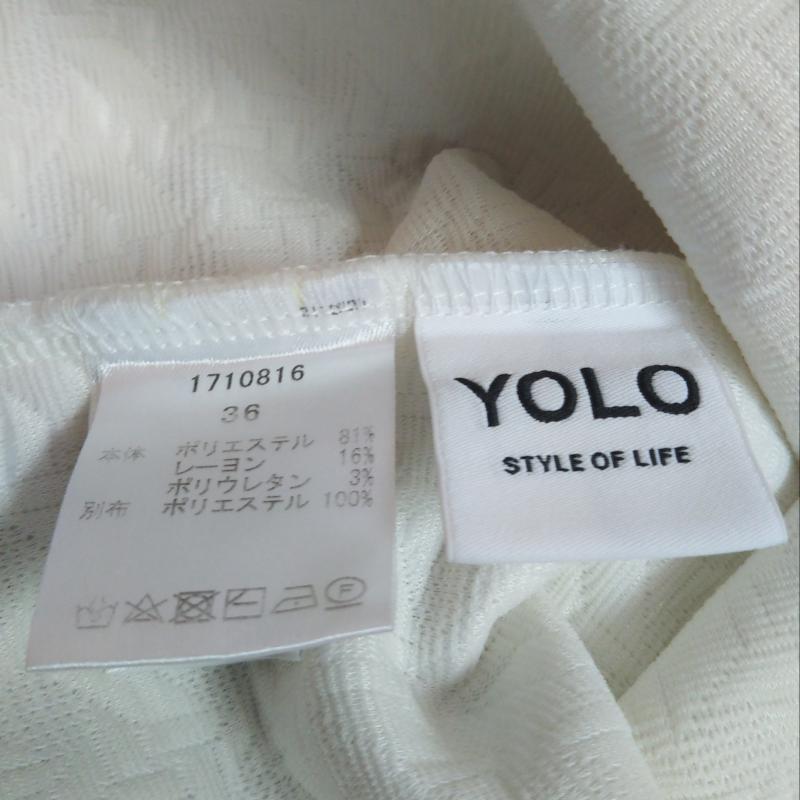 1710816
36
本体 ポリエステル 81%
レーヨン 16%
ポリウレタン 3%
別布 ポリエステル 100%
F
YOLO
STYLE OF LIFE